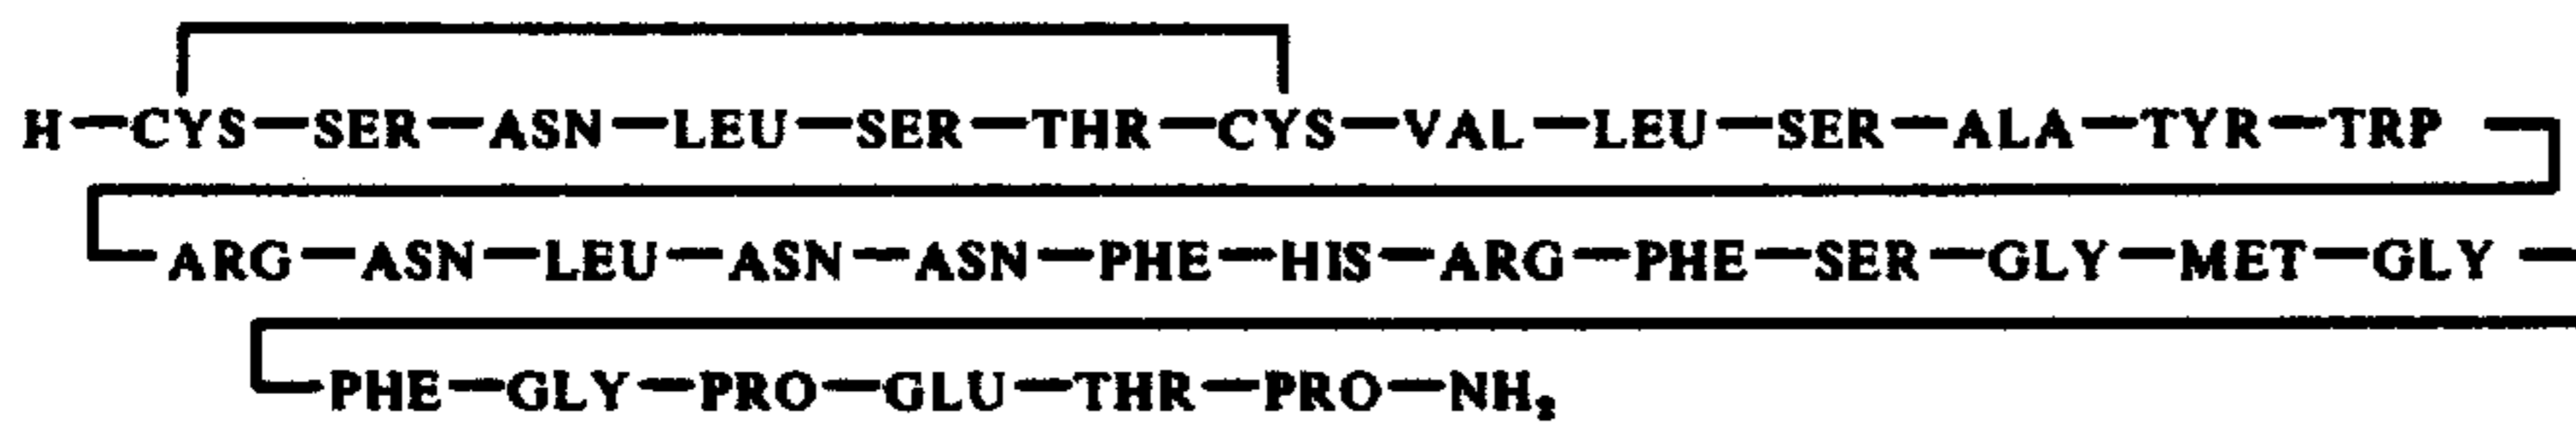 H—CYS—SER—ASN—LEU—SER—THR—CYS—VAL—LEU—SER—ALA—TYR—TRP
ARG—ASN—LEU—ASN—ASN—PHE—HIS—ARG—PHE—SER—GLY—MET—GLY—
PHE—GLY—PRO—GLU—THR—PRO—NH₂